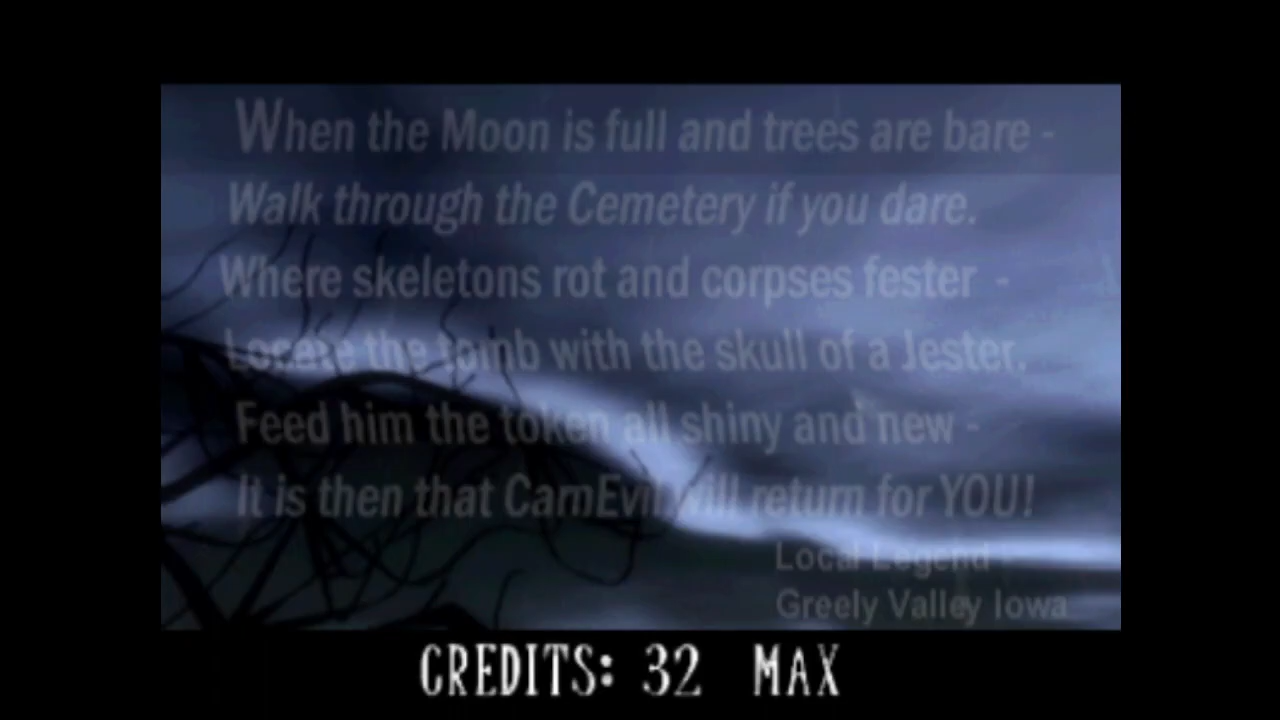 When the Moon is full and trees are bare -
Walk through the Cemetery if you dare.
Where skeletons rot and corpses fester -
Locate the tomb with the skull of a Jester.
Feed him the token all shiny and new -
It is then that CarnEvil will return for YOU!
Local Legend -
Greely Valley Iowa
CREDITS: 32 MAX